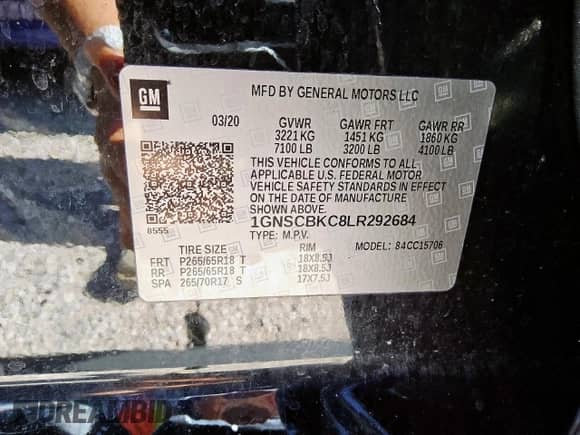 GM
MFD BY GENERAL MOTORS LLC
03/20 GVWR GAWR FRT GAWR RR
3221 KG 1451 KG 1860 KG
7100 LB 3200 LB 4100 LB
THIS VEHICLE CONFORMS TO ALL
APPLICABLE U.S. FEDERAL MOTOR
VEHICLE SAFETY STANDARDS IN EFFECT
ON THE DATE OF MANUFACTURE
1GNSCBKC8LR292684
8555 TYPE: M.P.V. MODEL: 84CC15706
TIRE SIZE RIM
FRT P265/65R18 T 18X8.5J
RR P265/65R18 T 18X8.5J
SPA 265/70R17 S 17X7.5J
DREAMBID